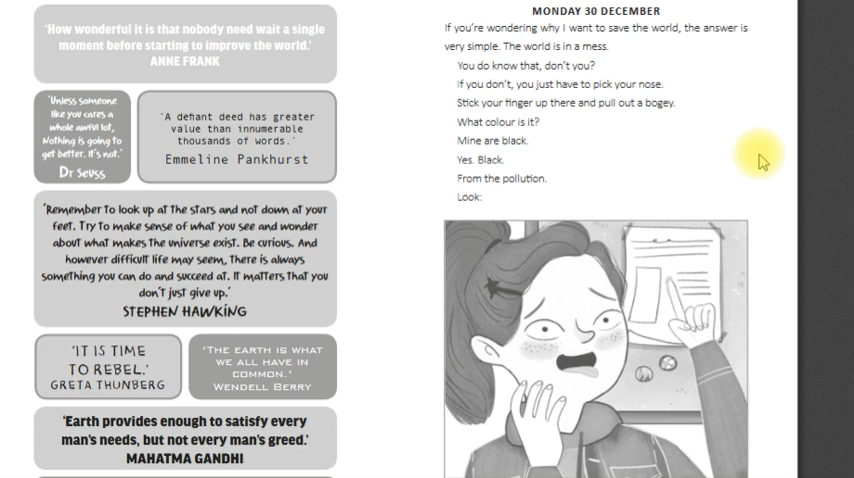 'How wonderful it is that nobody need wait a single
moment before starting to improve the world.'
ANNE FRANK
'Unless someone
like you cares a
whole awful lot,
Nothing is going to
get better. It's not.'
Dr Seuss
'A defiant deed has greater
value than innumerable
thousands of words.'
Emmeline Pankhurst
'Remember to look up at the stars and not down at your
feet. Try to make sense of what you see and wonder
about what makes the universe exist. Be curious. And
however difficult life may seem, there is always
something you can do and succeed at. It matters that you
don't just give up.'
STEPHEN HAWKING
'IT IS TIME
TO REBEL.'
GRETA THUNBERG
'THE EARTH IS WHAT
WE ALL HAVE IN
COMMON.'
WENDELL BERRY
'Earth provides enough to satisfy every
man's needs, but not every man's greed.'
MAHATMA GANDHI
MONDAY 30 DECEMBER
If you're wondering why I want to save the world, the answer is
very simple. The world is in a mess.
You do know that, don't you?
If you don't, you just have to pick your nose.
Stick your finger up there and pull out a bogey.
What colour is it?
Mine are black.
Yes. Black.
From the pollution.
Look: